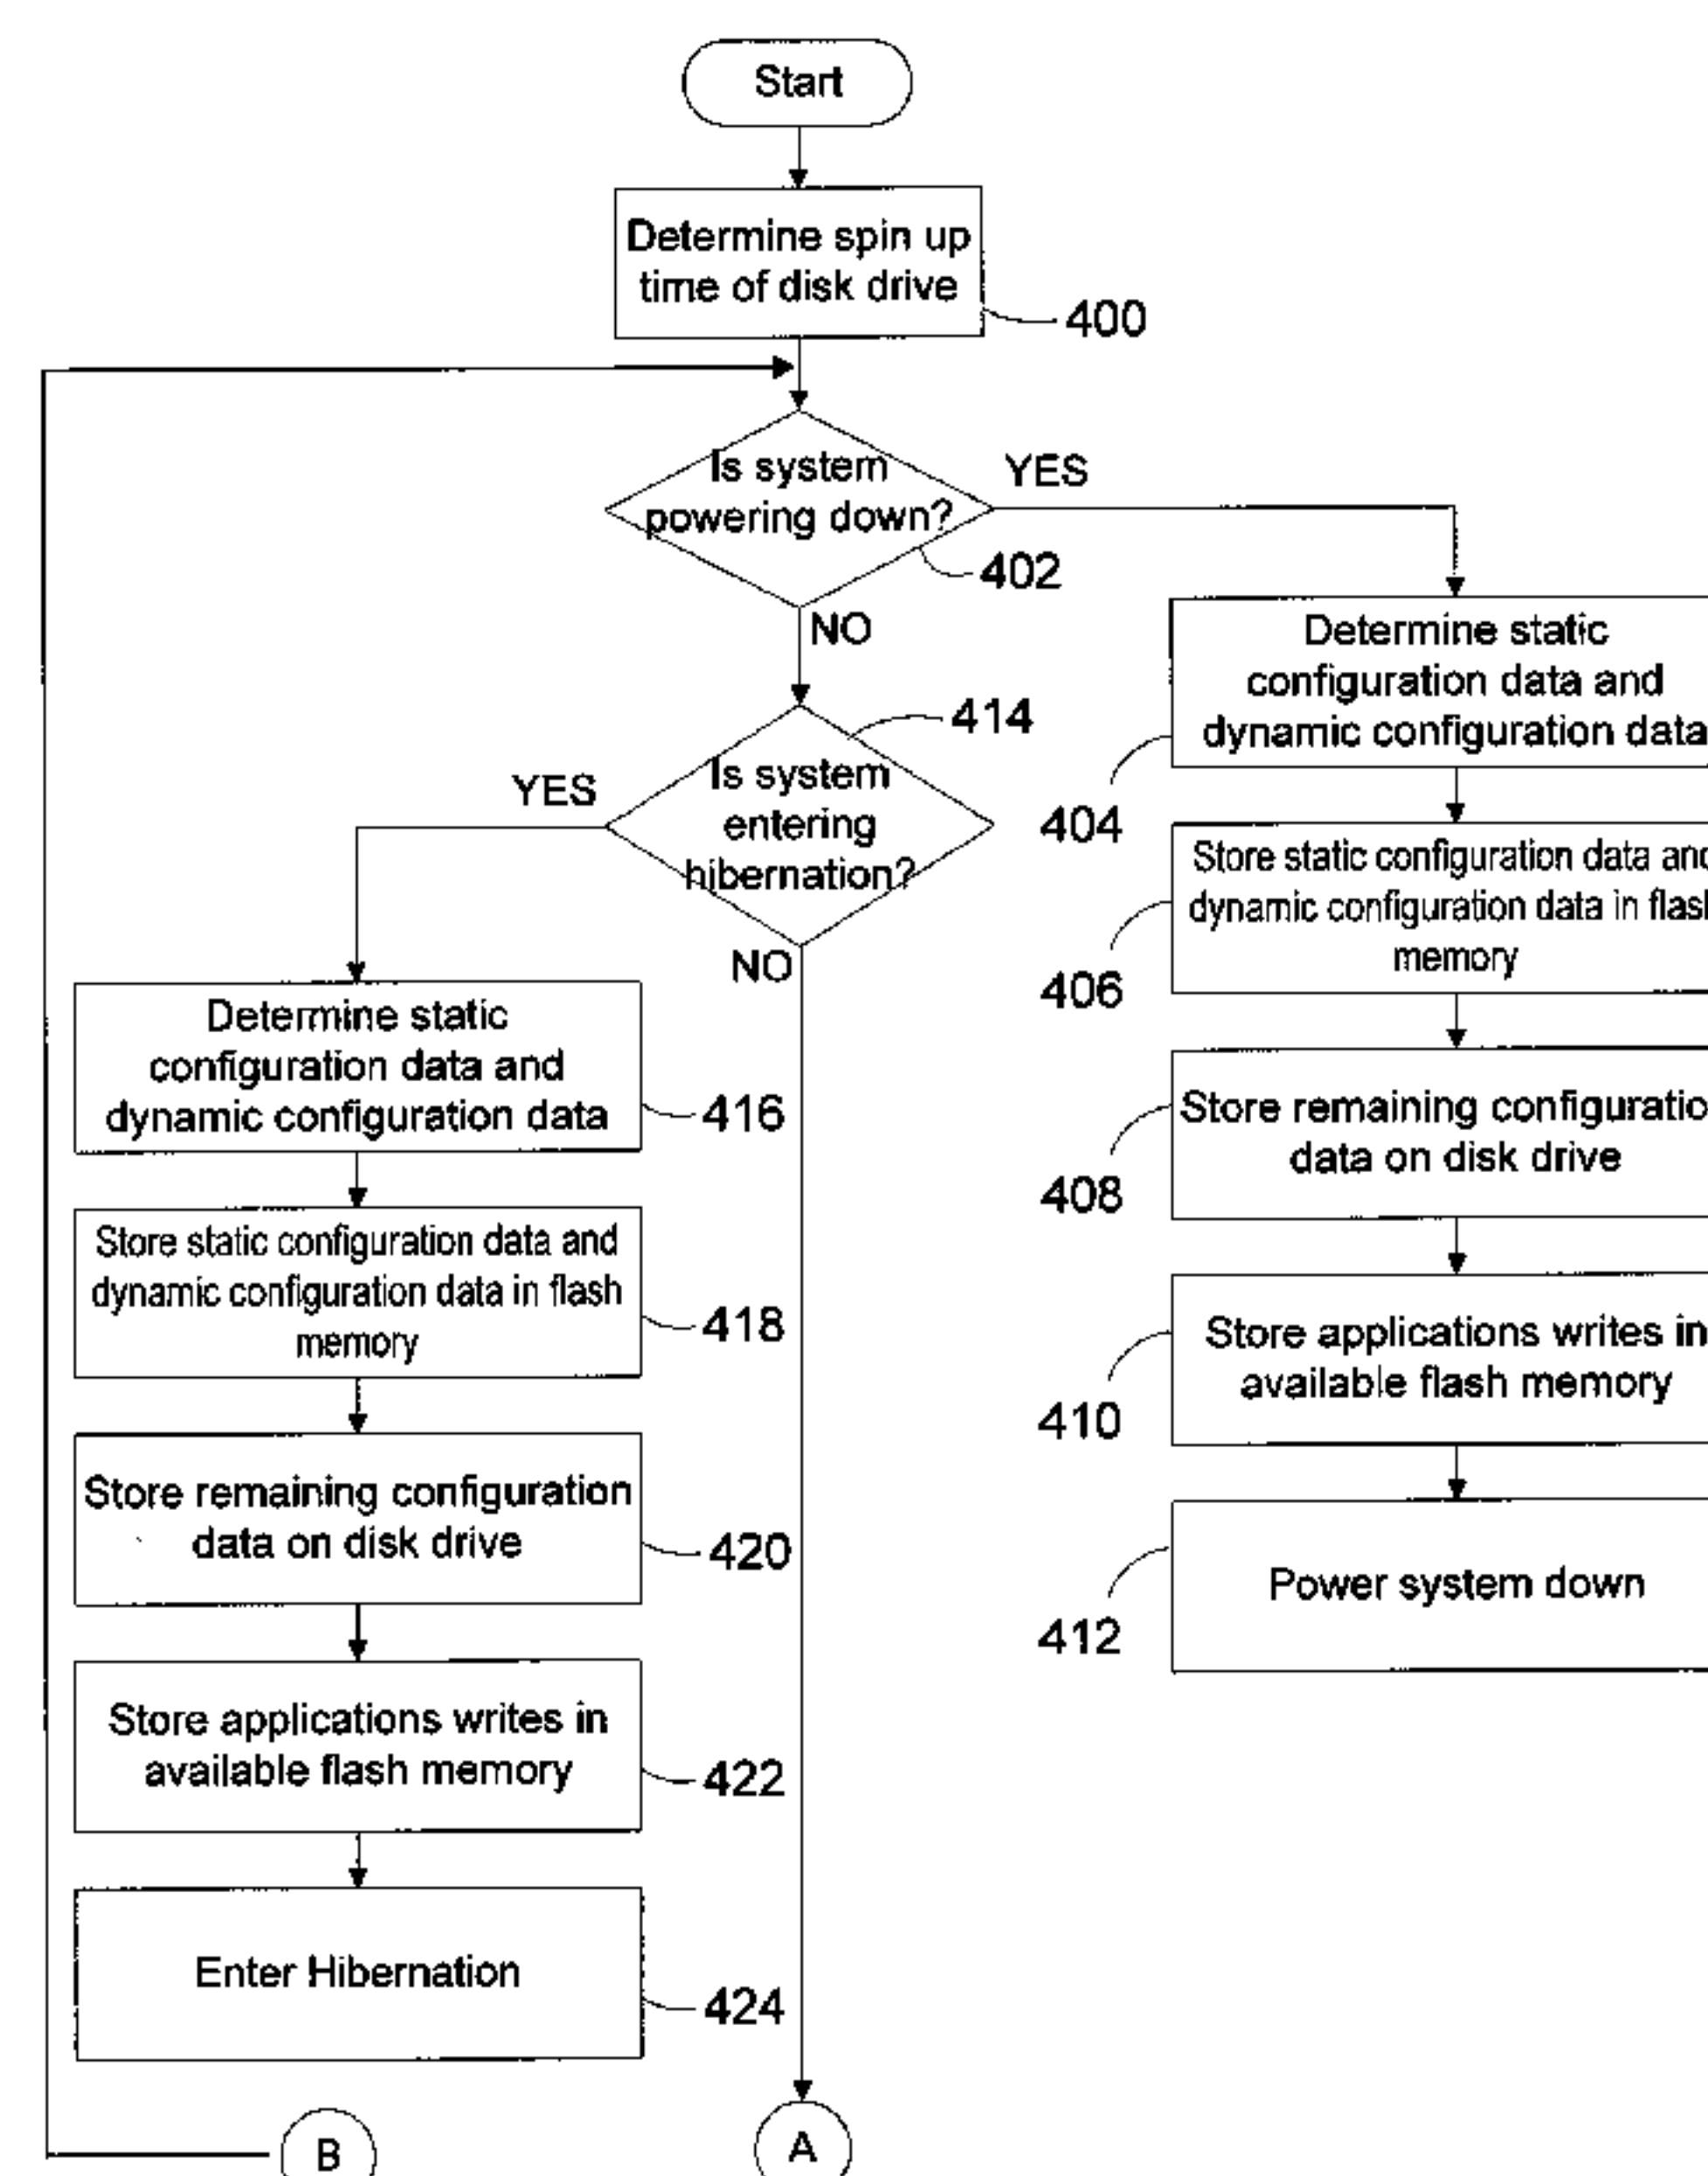 Start
Determine spin up
time of disk drive
400
Is system
powering down?
YES
402
NO
Determine static
configuration data and
dynamic configuration data
404
414
Is system
entering
hibernation?
YES
NO
Store static configuration data and
dynamic configuration data in flash
memory
406
Determine static
configuration data and
dynamic configuration data
416
Store remaining configuratio
data on disk drive
408
Store static configuration data and
dynamic configuration data in flash
memory
418
Store applications writes in
available flash memory
410
Store remaining configuration
data on disk drive
420
Power system down
412
Store applications writes in
available flash memory
422
Enter Hibernation
424
B
A